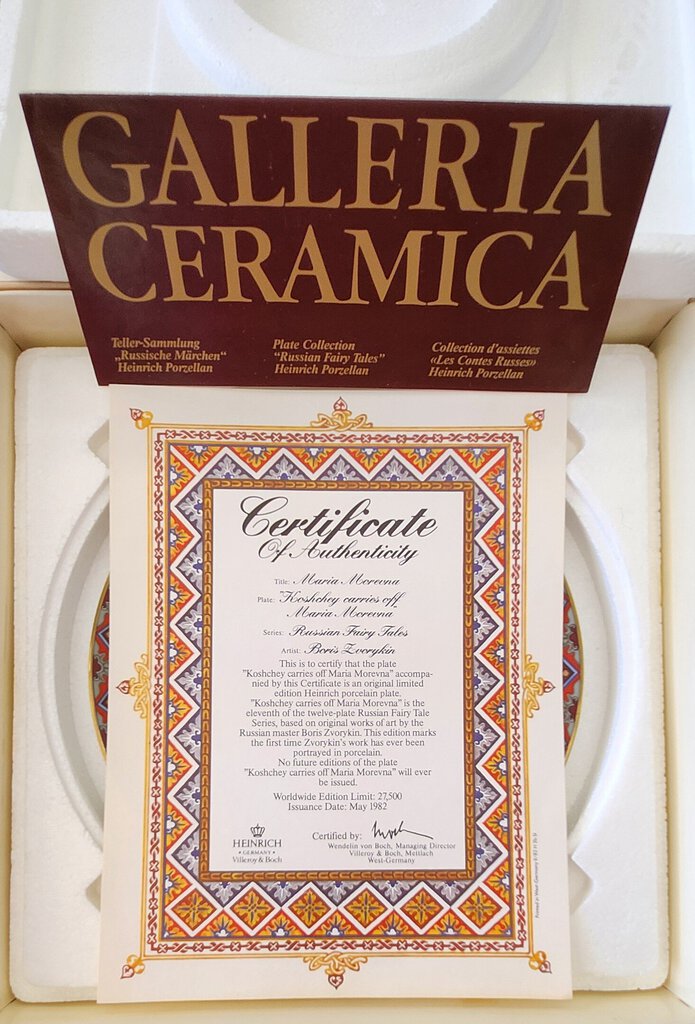 GALLERIA
CERAMICA
Teller-Sammlung
„Russische Märchen“
Heinrich Porzellan
Plate Collection
“Russian Fairy Tales”
Heinrich Porzellan
Collection d'assiettes
«Les Contes Russes»
Heinrich Porzellan
Certificate
Of Authenticity
Title: Maria Morevna
Plate: "Koshchey carries off
Maria Morevna"
Series: Russian Fairy Tales
Artist: Boris Zvorykin
This is to certify that the plate
"Koshchey carries off Maria Morevna" accompa-
nied by this Certificate is an original limited
edition Heinrich porcelain plate.
"Koshchey carries off Maria Morevna" is the
eleventh of the twelve-plate Russian Fairy Tale
Series, based on original works of art by the
Russian master Boris Zvorykin. This edition marks
the first time Zvorykin's work has ever been
portrayed in porcelain.
No future editions of the plate
"Koshchey carries off Maria Morevna" will ever
be issued.
Worldwide Edition Limit: 27,500
Issuance Date: May 1982
HEINRICH
• GERMANY •
Villeroy & Boch
Certified by:
Wendelin von Boch, Managing Director
Villeroy & Boch, Mettlach
West-Germany
Printed in West-Germany